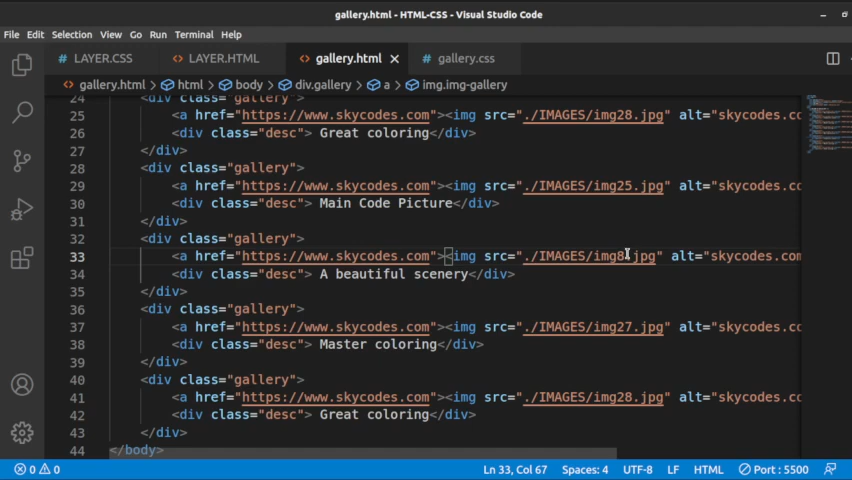 gallery.html - HTML-CSS - Visual Studio Code
File Edit Selection View Go Run Terminal Help
# LAYER.CSS <> LAYER.HTML <> gallery.html # gallery.css
<> gallery.html > html > body > div.gallery > a > img.img-gallery
24 <div class="gallery">
25 <a href="https://www.skycodes.com"><img src="./IMAGES/img28.jpg" alt="skycodes.co
26 <div class="desc"> Great coloring</div>
27 </div>
28 <div class="gallery">
29 <a href="https://www.skycodes.com"><img src="./IMAGES/img25.jpg" alt="skycodes.co
30 <div class="desc"> Main Code Picture</div>
31 </div>
32 <div class="gallery">
33 <a href="https://www.skycodes.com"><img src="./IMAGES/img8.jpg" alt="skycodes.com
34 <div class="desc"> A beautiful scenery</div>
35 </div>
36 <div class="gallery">
37 <a href="https://www.skycodes.com"><img src="./IMAGES/img27.jpg" alt="skycodes.co
38 <div class="desc"> Master coloring</div>
39 </div>
40 <div class="gallery">
41 <a href="https://www.skycodes.com"><img src="./IMAGES/img28.jpg" alt="skycodes.co
42 <div class="desc"> Great coloring</div>
43 </div>
44 </body>
0 0 Ln 33, Col 67 Spaces: 4 UTF-8 LF HTML Port : 5500